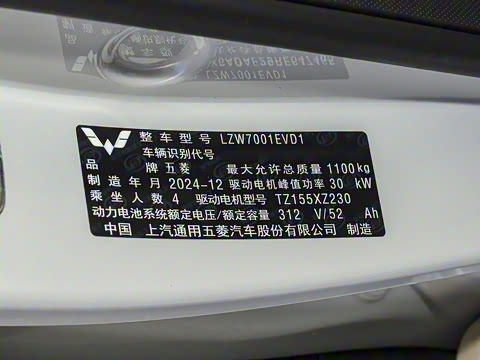 整车型号 LZW7001EVD1
车辆识别代号
品 牌 五菱 最大允许总质量 1100kg
制造年月 2024-12 驱动电机峰值功率 30 kW
乘坐人数 4 驱动电机型号 TZ155XZ230
动力电池系统额定电压/额定容量 312 V/52 Ah
中国 上汽通用五菱汽车股份有限公司 制造